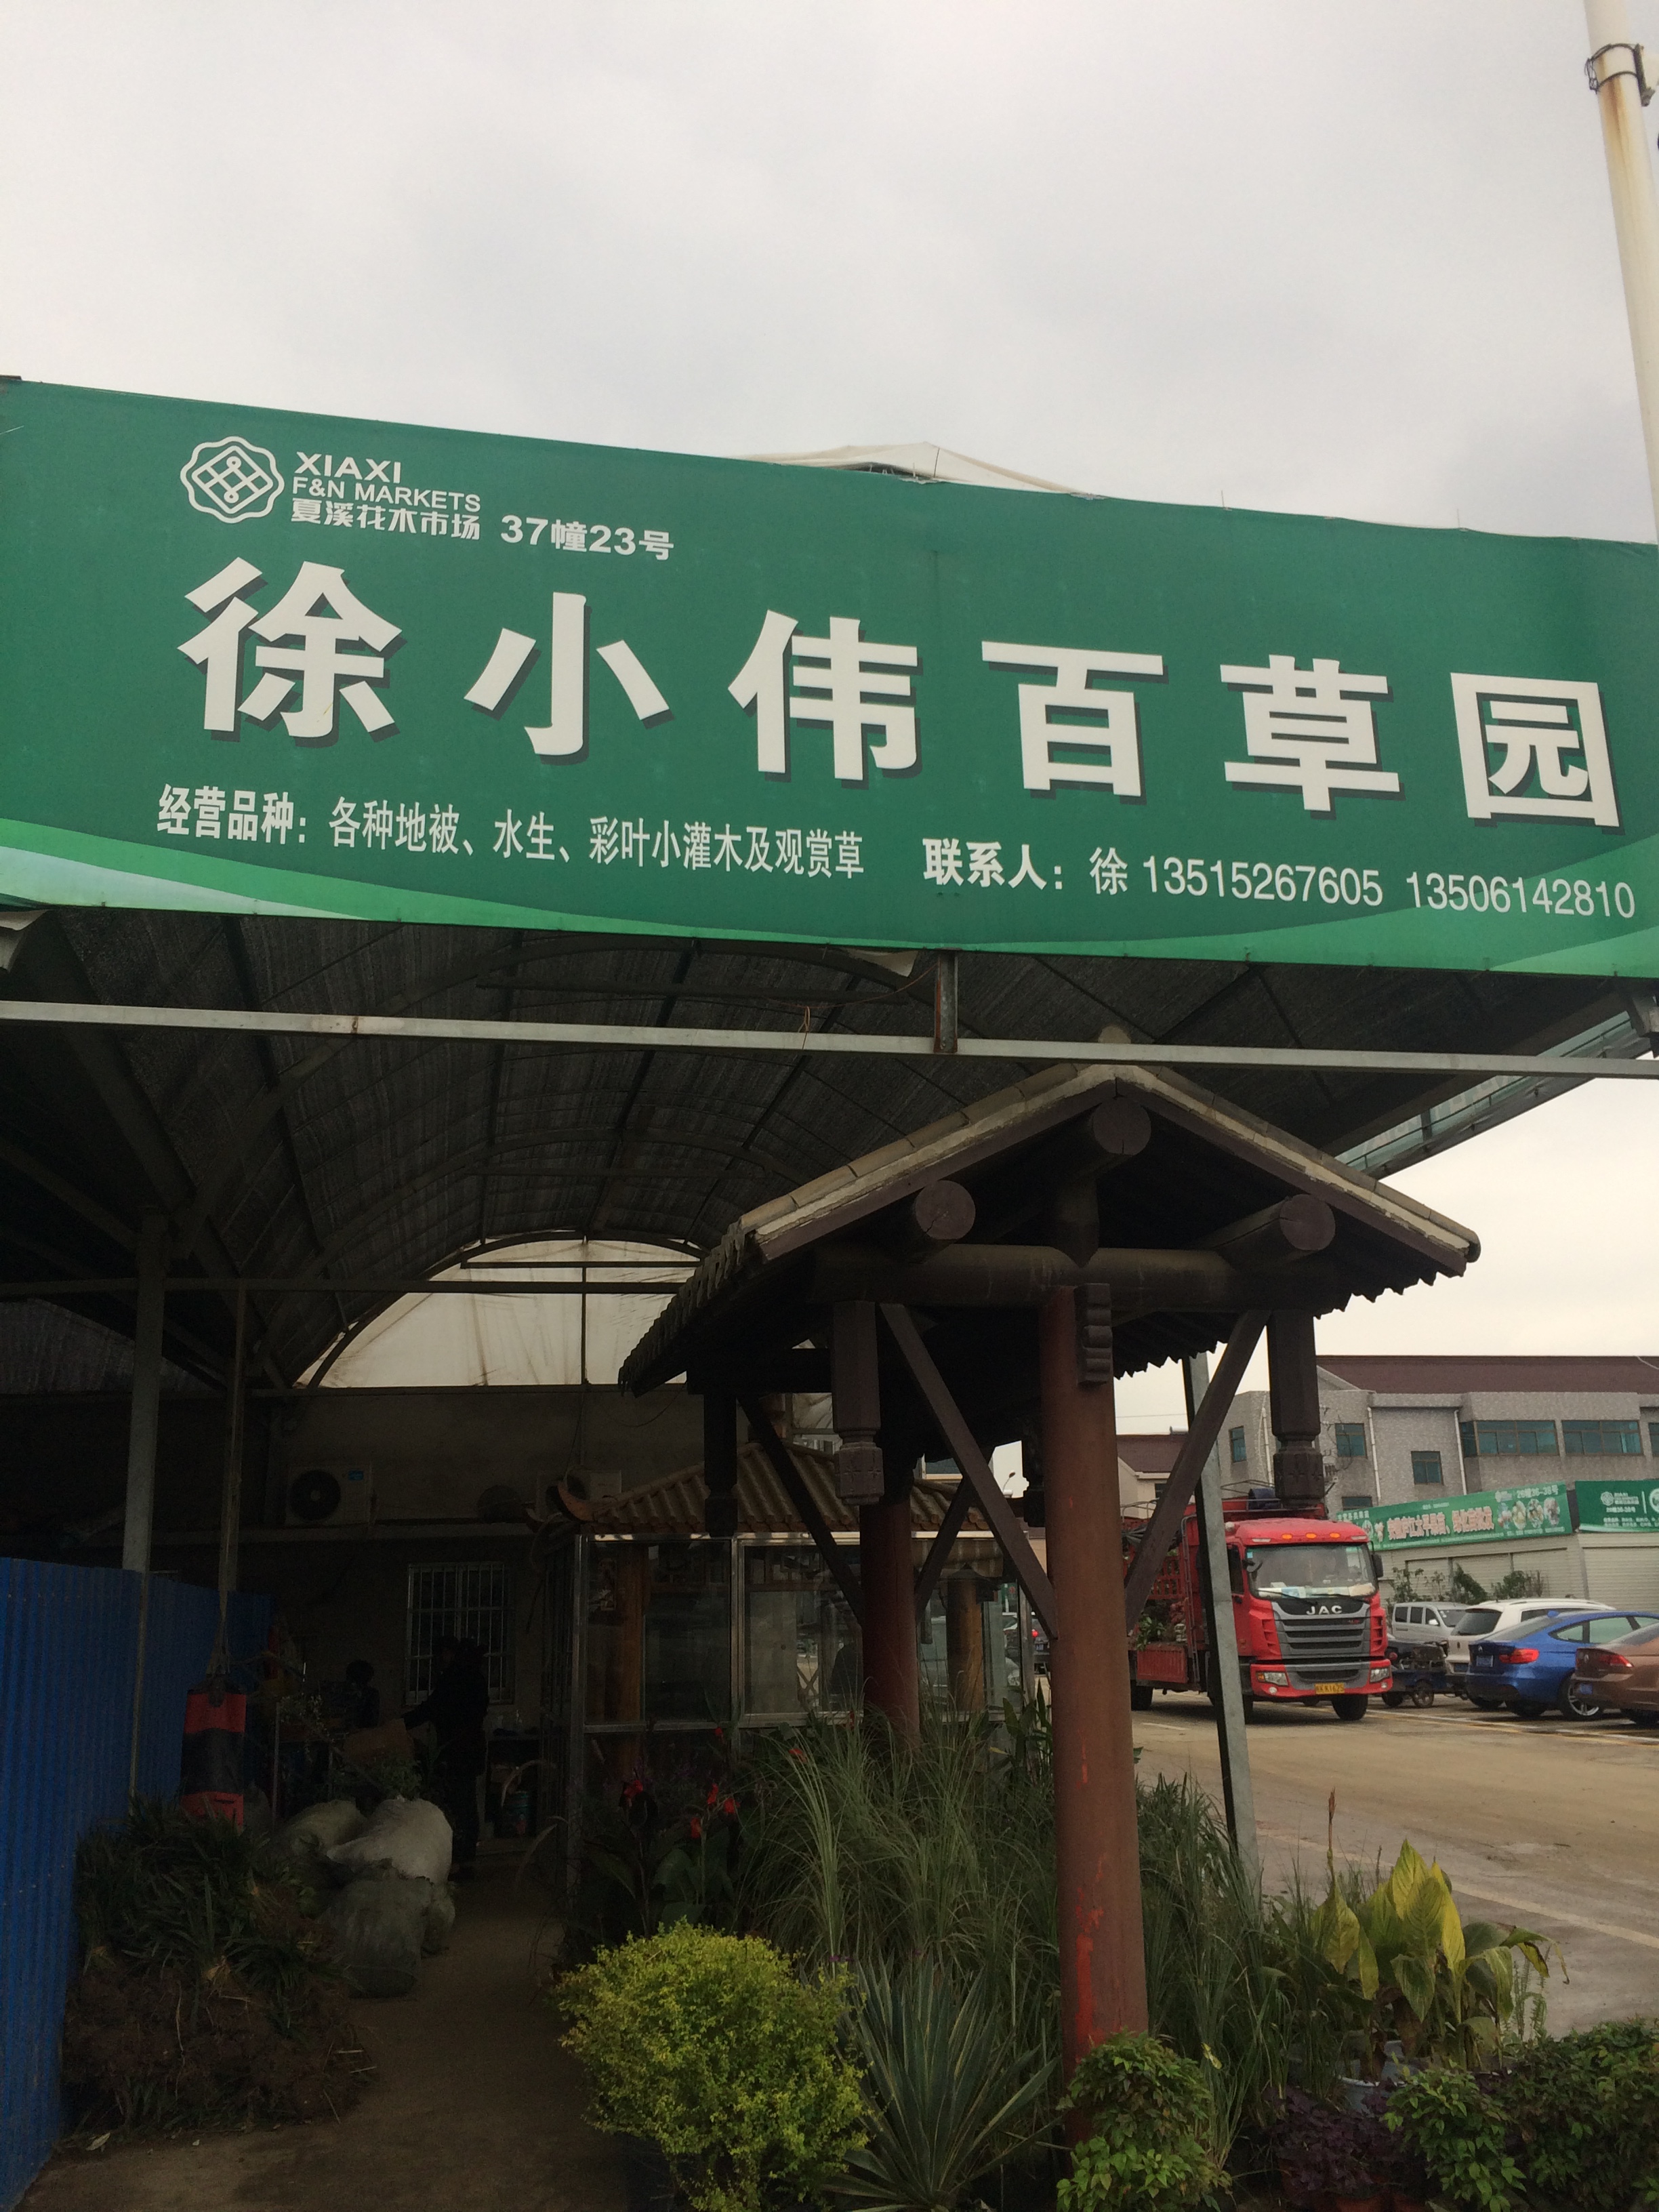 XIAXI
F&N MARKETS
夏溪花木市场 37幢23号
徐小伟百草园
经营品种：各种地被、水生、彩叶小灌木及观赏草 联系人：徐 13515267605 13506142810
JAC